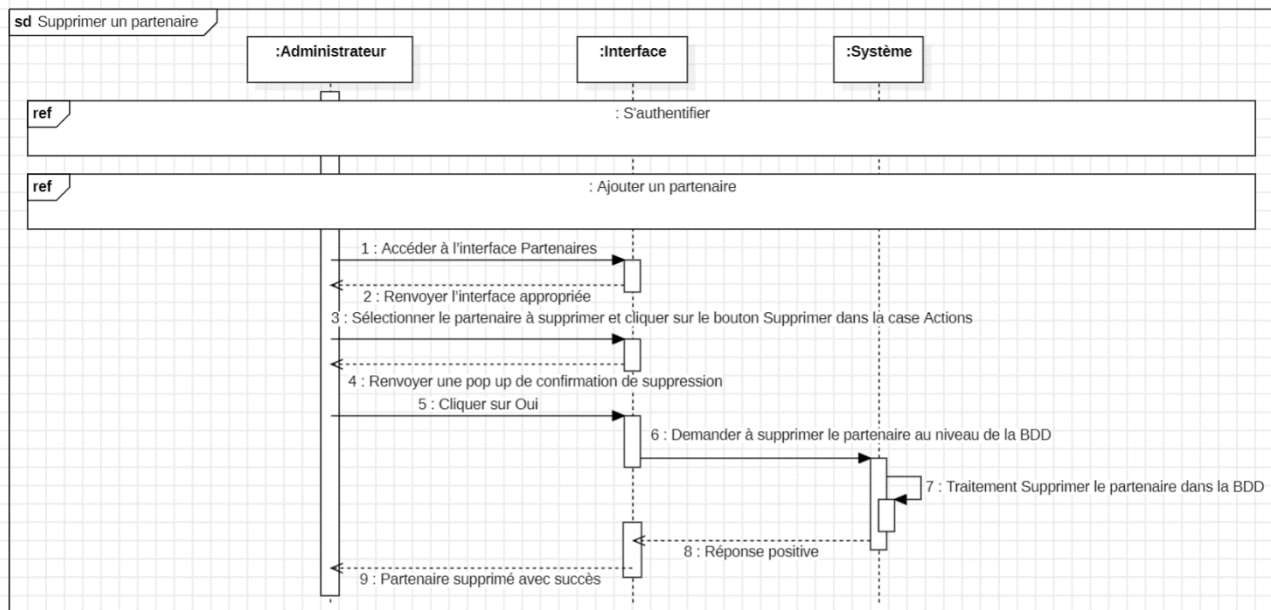 sd Supprimer un partenaire
:Administrateur
:Interface
:Système
ref
: S'authentifier
ref
: Ajouter un partenaire
1 : Accéder à l'interface Partenaires
2 : Renvoyer l'interface appropriée
3 : Sélectionner le partenaire à supprimer et cliquer sur le bouton Supprimer dans la case Actions
4 : Renvoyer une pop up de confirmation de suppression
5 : Cliquer sur Oui
6 : Demander à supprimer le partenaire au niveau de la BDD
7 : Traitement Supprimer le partenaire dans la BDD
8 : Réponse positive
9 : Partenaire supprimé avec succès